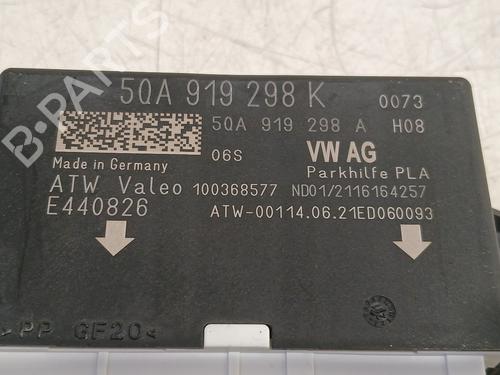 5QA 919 298 K 0073
5QA 919 298 A H08
06S VW AG
Made in Germany Parkhilfe PLA
ATW Valeo 100368577 ND01/2116164257
E440826 ATW-00114.06.21ED060093
>PP GF20<
B-PARTS